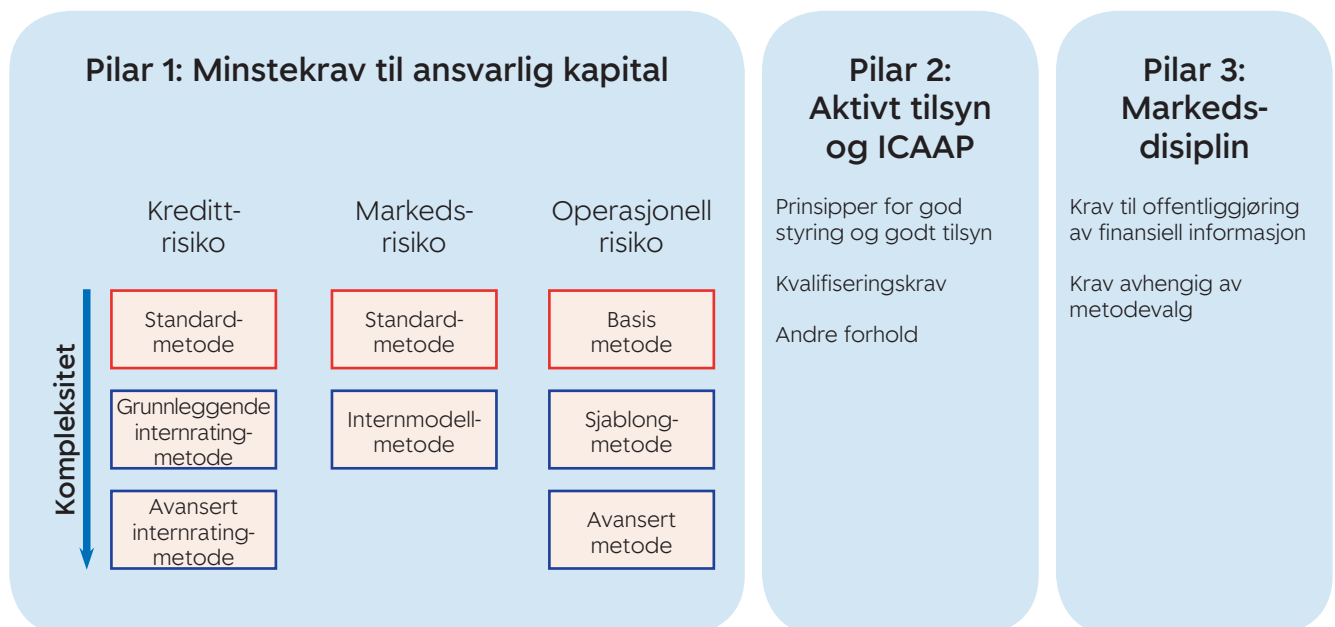 Pilar 1: Minstekrav til ansvarlig kapital
Kreditt-
risiko
Markeds-
risiko
Operasjonell
risiko
Kompleksitet
Standard-
metode
Standard-
metode
Basis
metode
Grunnleggende
internrating-
metode
Internmodell-
metode
Sjablong-
metode
Avansert
internrating-
metode
Avansert
metode
Pilar 2:
Aktivt tilsyn
og ICAAP
Prinsipper for god
styring og godt tilsyn
Kvalifiseringskrav
Andre forhold
Pilar 3:
Markeds-
disiplin
Krav til offentliggjøring
av finansiell informasjon
Krav avhengig av
metodevalg